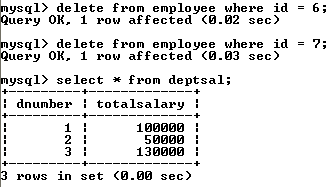 mysql> delete from employee where id = 6;
Query OK, 1 row affected (0.02 sec)
mysql> delete from employee where id = 7;
Query OK, 1 row affected (0.03 sec)
mysql> select * from deptsal;
+---------+-------------+
| dnumber | totalsalary |
+---------+-------------+
|       1 |      100000 |
|       2 |       50000 |
|       3 |      130000 |
+---------+-------------+
3 rows in set (0.00 sec)